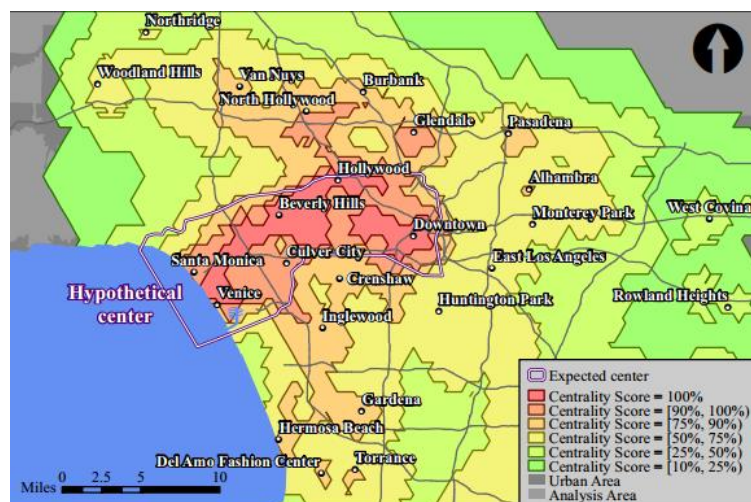 Northridge
Woodland Hills
Van Nuys
Burbank
North Hollywood
Glendale
Pasadena
Hollywood
Alhambra
Beverly Hills
West Covina
Downtown
Monterey Park
Santa Monica
Culver City
East Los Angeles
Crenshaw
Hypothetical
center
Venice
Huntington Park
Rowland Heights
Inglewood
Gardena
Hermosa Beach
Del Amo Fashion Center
Torrance
Miles
0 2.5 5 10
Expected center
Centrality Score = 100%
Centrality Score = [90%, 100%)
Centrality Score = [75%, 90%)
Centrality Score = [50%, 75%)
Centrality Score = [25%, 50%)
Centrality Score = [10%, 25%)
Urban Area
Analysis Area